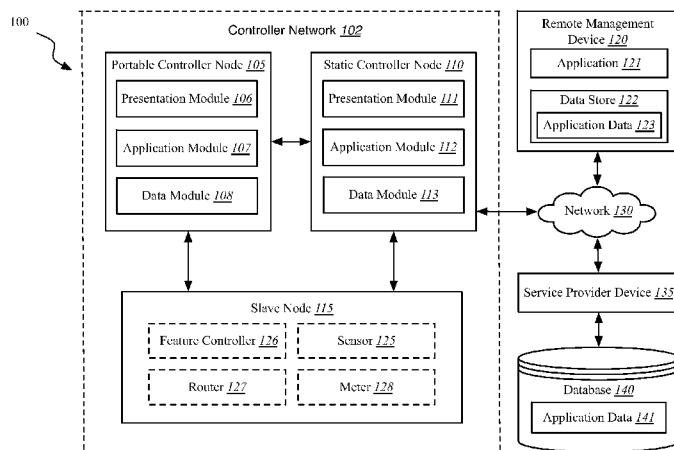 100
Controller Network 102
Portable Controller Node 105
Presentation Module 106
Application Module 107
Data Module 108
Static Controller Node 110
Presentation Module 111
Application Module 112
Data Module 113
Slave Node 115
Feature Controller 126
Sensor 125
Router 127
Meter 128
Remote Management
Device 120
Application 121
Data Store 122
Application Data 123
Network 130
Service Provider Device 135
Database 140
Application Data 141